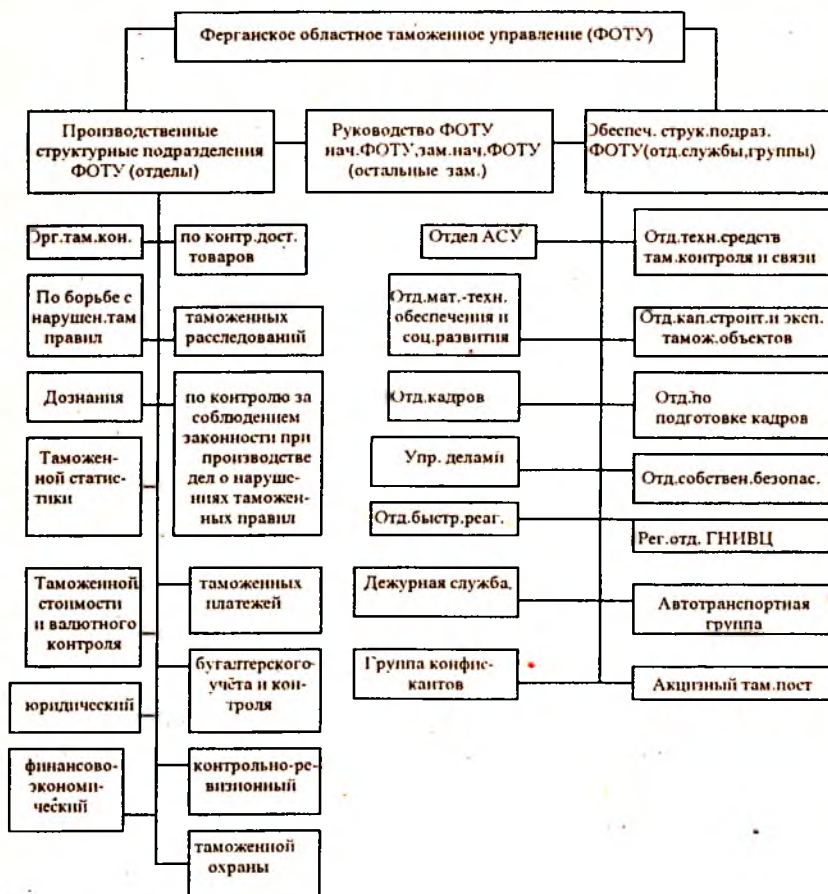 Ферганское областное таможенное управление (ФОТУ)
Производственные
структурные подразделения
ФОТУ (отделы)
Руководство ФОТУ
нач.ФОТУ,зам.нач.ФОТУ
(остальные зам.)
Обеспеч. струк.подраз.
ФОТУ(отд.службы,группы)
Орг.там.кон.
по контр.дост.
товаров
По борьбе с
нарушен.там
правил
таможенных
расследований
Дознания
по контролю за
соблюдением
законности при
производстве
дел о наруше-
ниях таможен-
ных правил
Таможен-
ной статис-
тики
Таможенной
стоимости
и валютного
контроля
таможенных
платежей
бугалтерского-
учёта и кон-
троля
юридический
финансово-
экономи-
ческий
контрольно-ре-
визионный
таможенной
охраны
Отдел АСУ
Отд.техн.средств
там.контроля и связи
Отд.мат.-техн.
обеспечения и
соц.развития
Отд.кап.строит.и эксп.
тамож.объектов
Отд.кадров
Отд.по
подготовке кадров
Упр. делами
Отд.собствен.безопас.
Отд.быстр.реаг.
Рег.отд. ГНИВЦ
Дежурная служба,
Автотранспортная
группа
Группа конфис-
кантов
Акцизный там.пост